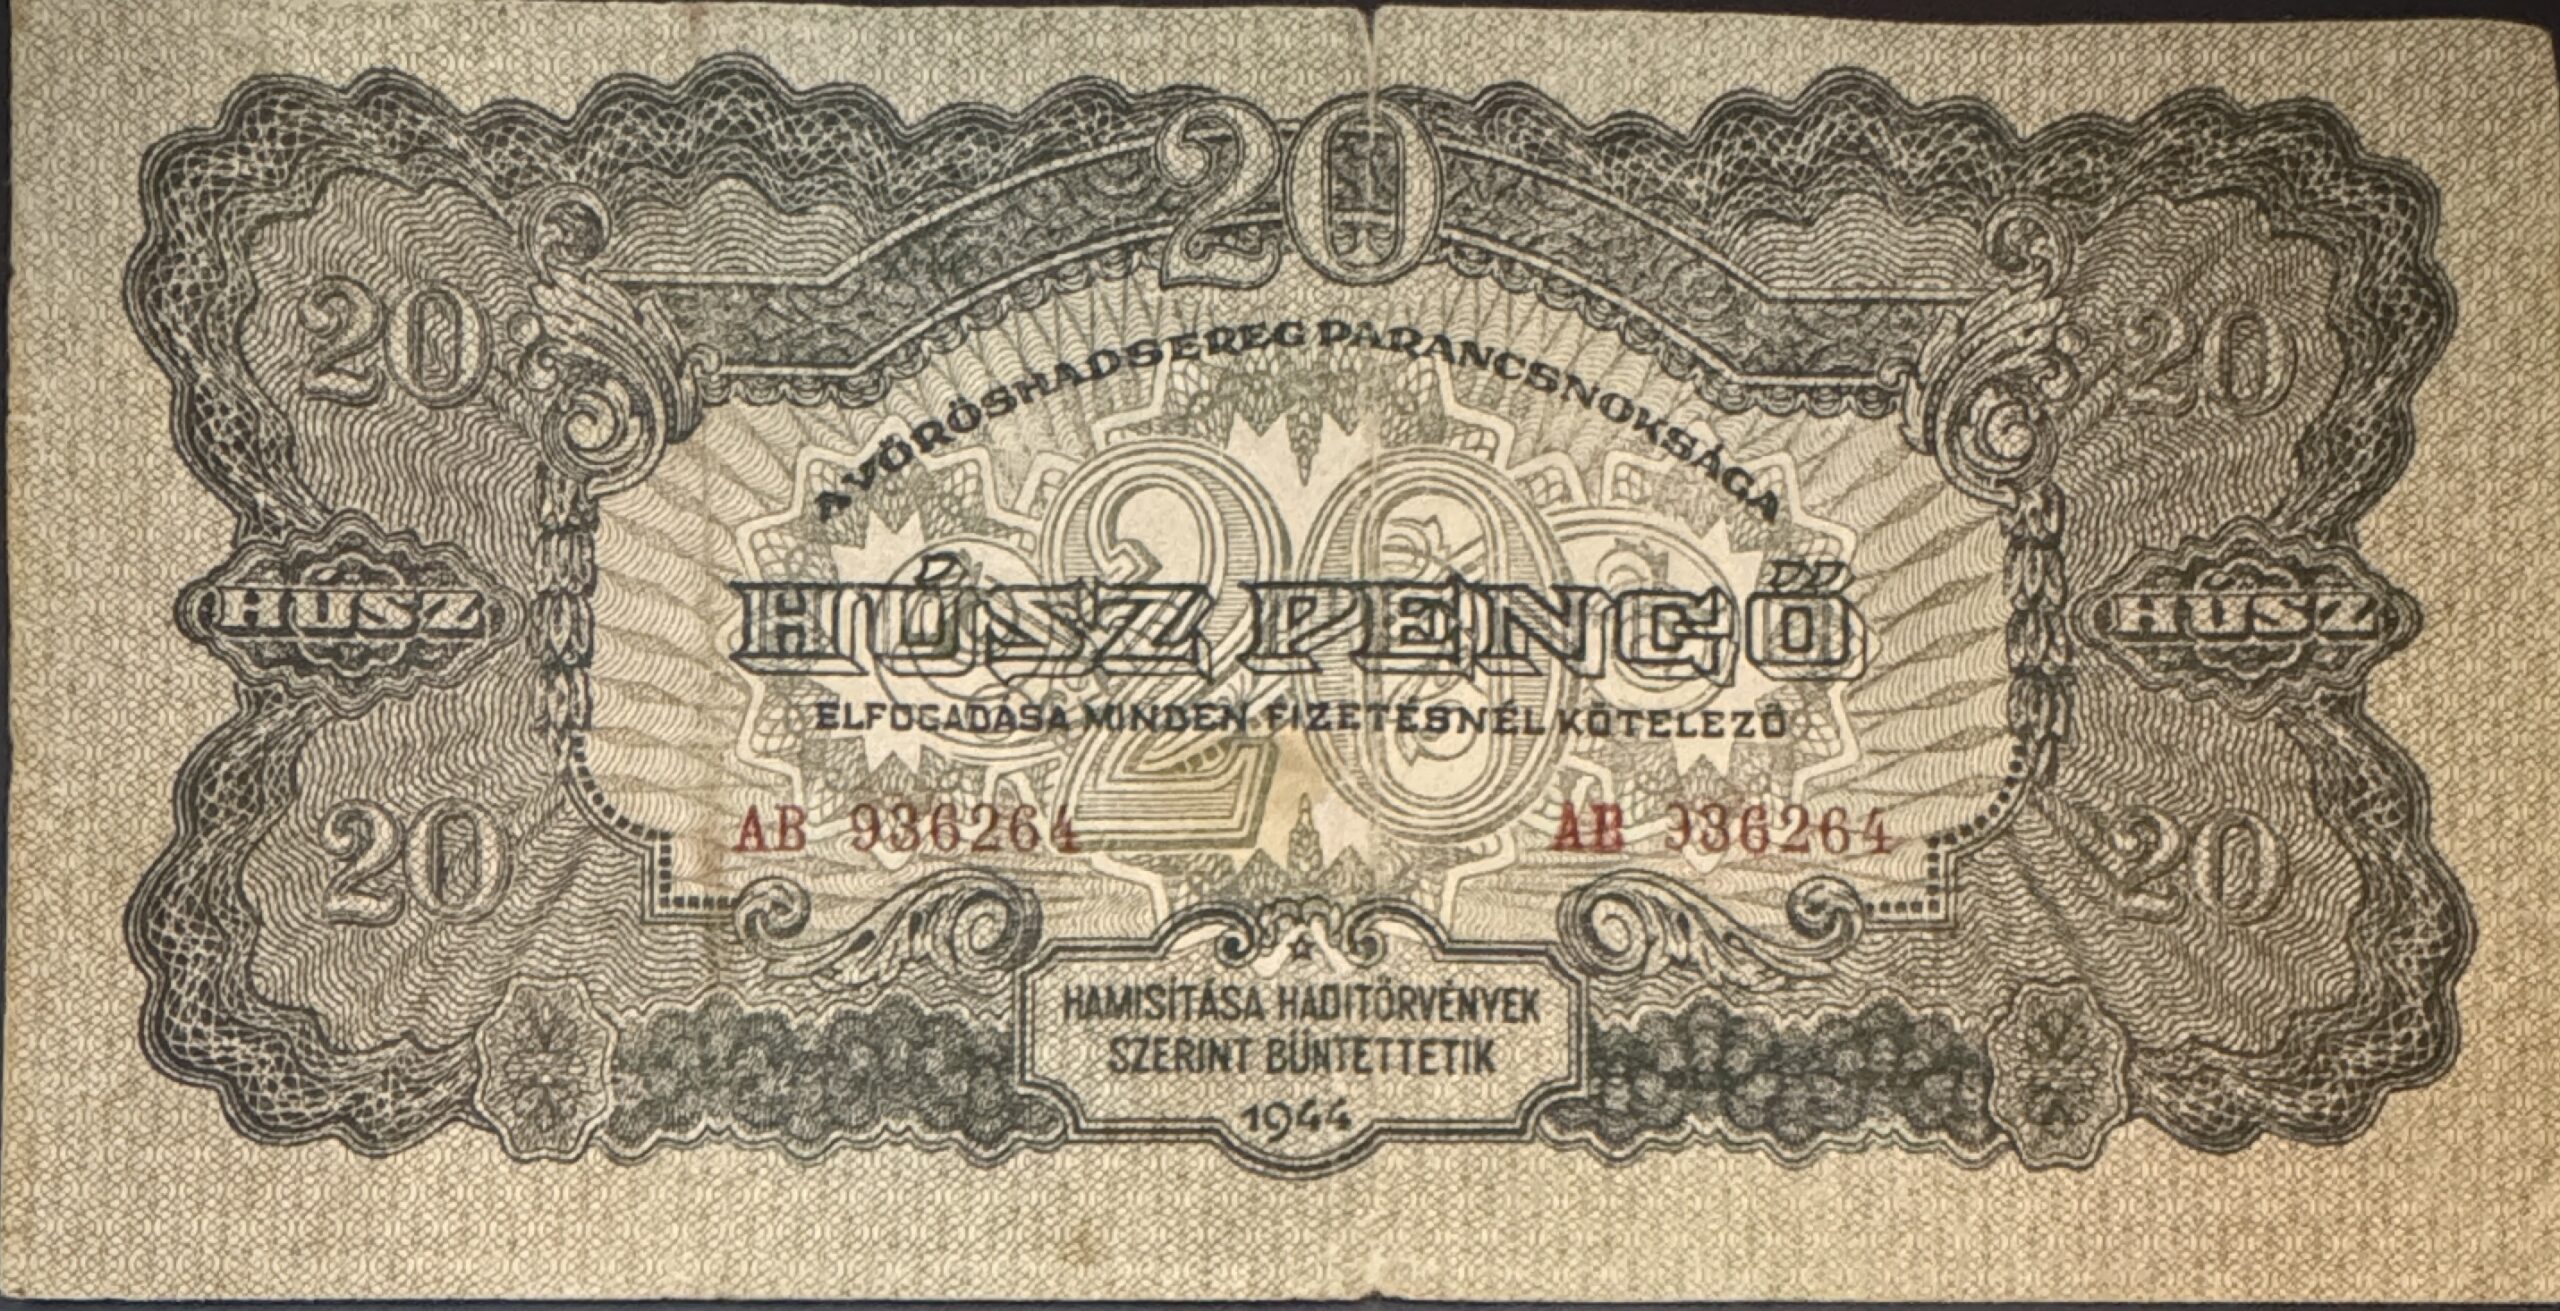 20
20 20
A VÖRÖSHADSEREG PARANCSNOKSÁGA
20
HÚSZ HÚSZ PENGŐ HÚSZ
ELFOGADÁSA MINDEN FIZETÉSNÉL KÖTELEZŐ
AB 936264 AB 936264
20 20
HAMISÍTÁSA HADITÖRVÉNYEK
SZERINT BÜNTETTETIK
1944